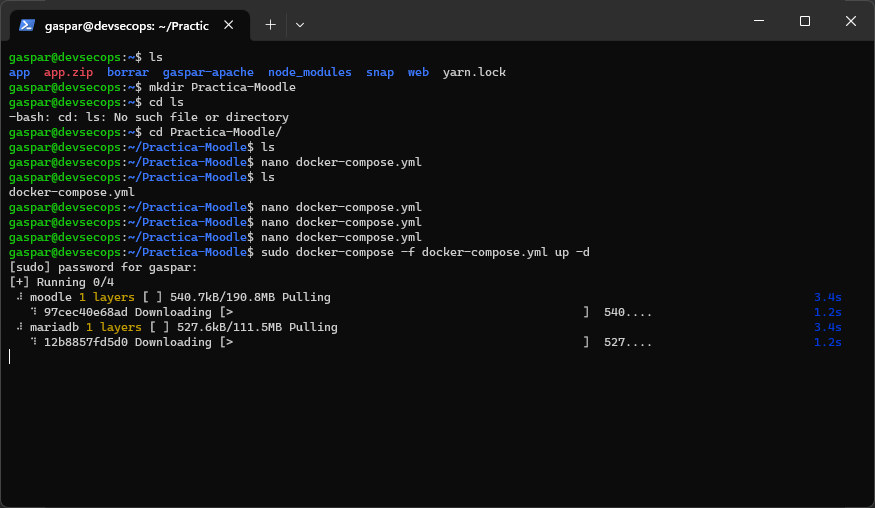 gaspar@devsecops: ~/Practic
gaspar@devsecops:~$ ls
app app.zip borrar gaspar-apache node_modules snap web yarn.lock
gaspar@devsecops:~$ mkdir Practica-Moodle
gaspar@devsecops:~$ cd ls
-bash: cd: ls: No such file or directory
gaspar@devsecops:~$ cd Practica-Moodle/
gaspar@devsecops:~/Practica-Moodle$ ls
gaspar@devsecops:~/Practica-Moodle$ nano docker-compose.yml
gaspar@devsecops:~/Practica-Moodle$ ls
docker-compose.yml
gaspar@devsecops:~/Practica-Moodle$ nano docker-compose.yml
gaspar@devsecops:~/Practica-Moodle$ nano docker-compose.yml
gaspar@devsecops:~/Practica-Moodle$ nano docker-compose.yml
gaspar@devsecops:~/Practica-Moodle$ sudo docker-compose -f docker-compose.yml up -d
[sudo] password for gaspar:
[+] Running 0/4
⠼ moodle 1 layers [ ] 540.7kB/190.8MB Pulling 3.4s
⠹ 97cec40e68ad Downloading [> ] 540.... 1.2s
⠼ mariadb 1 layers [ ] 527.6kB/111.5MB Pulling 3.4s
⠹ 12b8857fd5d0 Downloading [> ] 527.... 1.2s